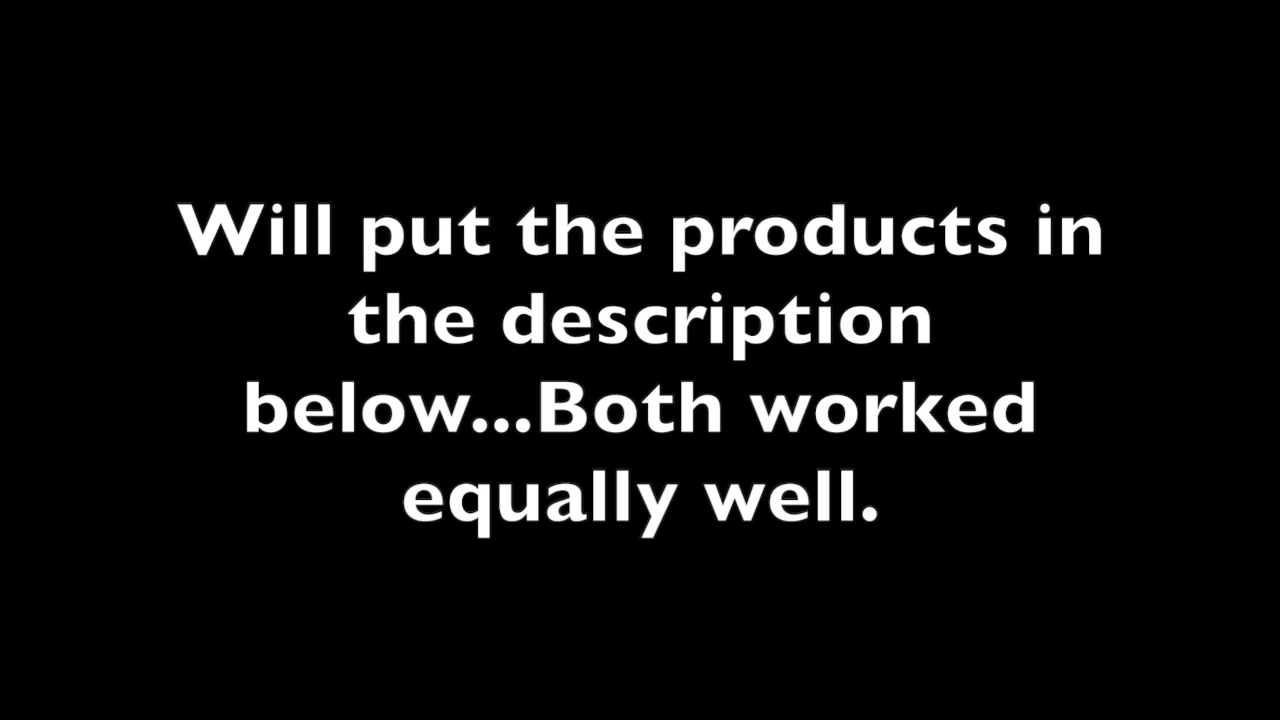 Will put the products in
the description
below...Both worked
equally well.